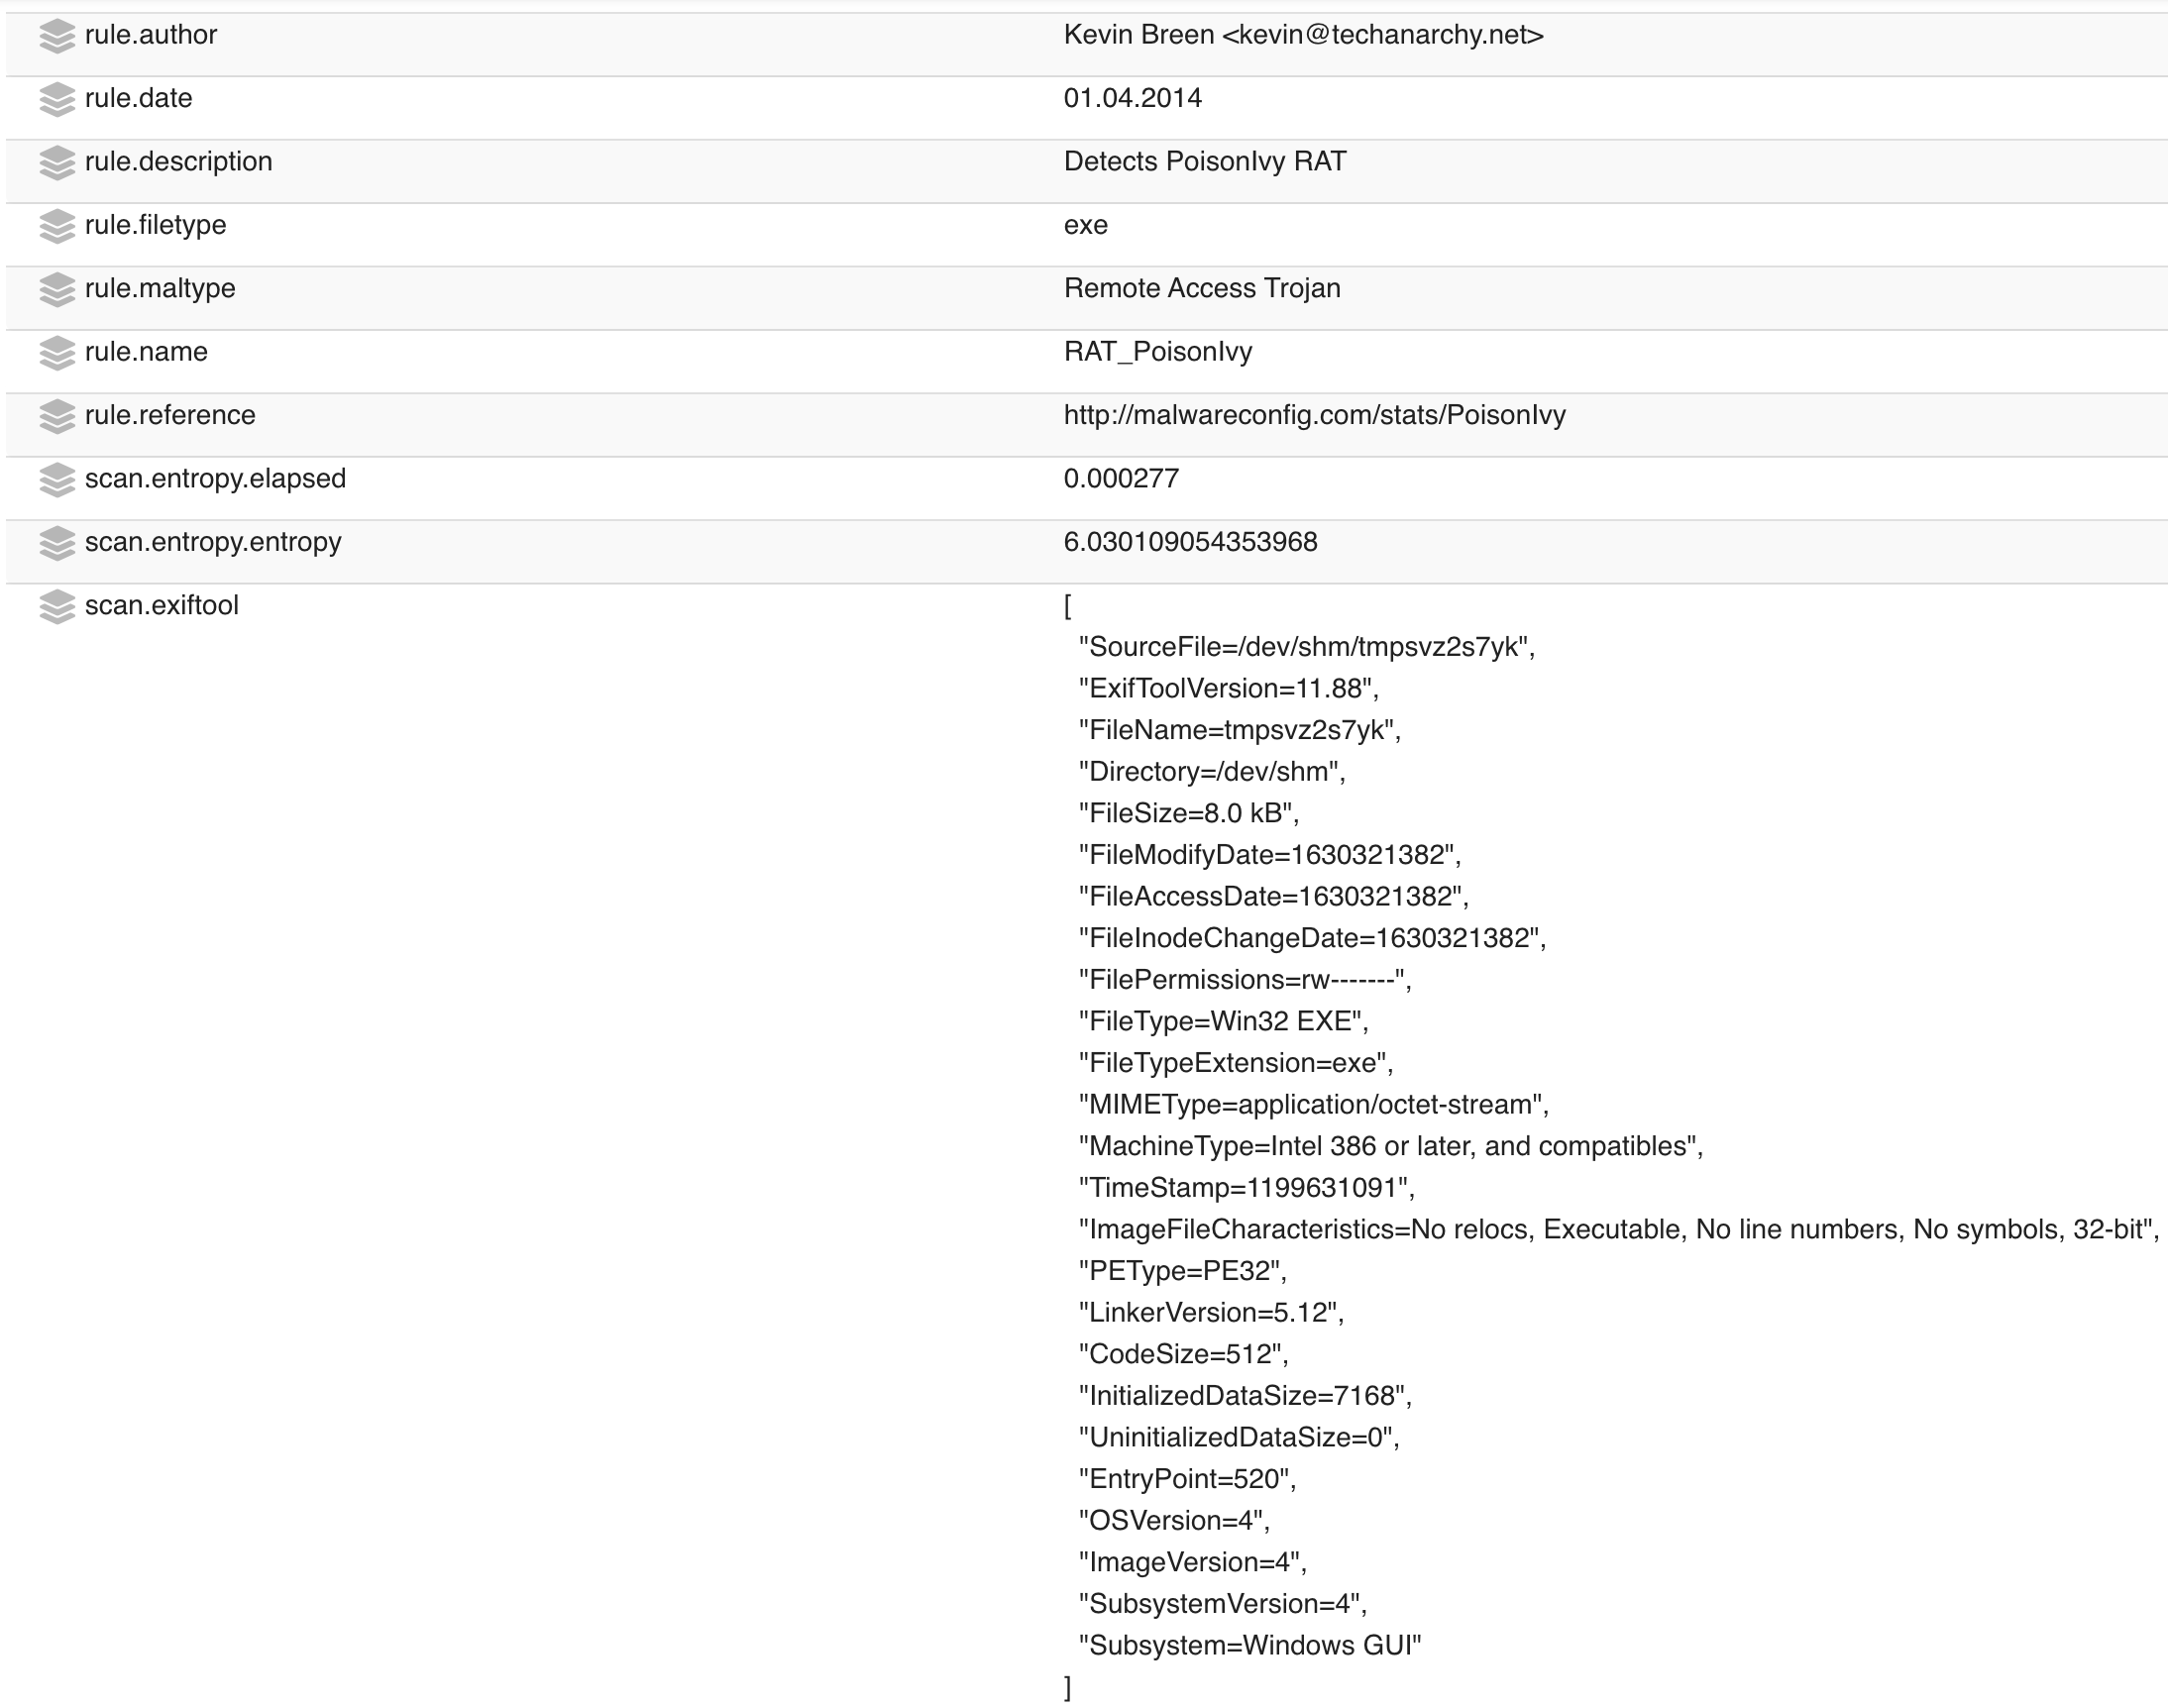 rule.author Kevin Breen <kevin@techanarchy.net>
rule.date 01.04.2014
rule.description Detects PoisonIvy RAT
rule.filetype exe
rule.maltype Remote Access Trojan
rule.name RAT_PoisonIvy
rule.reference http://malwareconfig.com/stats/PoisonIvy
scan.entropy.elapsed 0.000277
scan.entropy.entropy 6.030109054353968
scan.exiftool [
"SourceFile=/dev/shm/tmpsvz2s7yk",
"ExifToolVersion=11.88",
"FileName=tmpsvz2s7yk",
"Directory=/dev/shm",
"FileSize=8.0 kB",
"FileModifyDate=1630321382",
"FileAccessDate=1630321382",
"FileInodeChangeDate=1630321382",
"FilePermissions=rw-------",
"FileType=Win32 EXE",
"FileTypeExtension=exe",
"MIMEType=application/octet-stream",
"MachineType=Intel 386 or later, and compatibles",
"TimeStamp=1199631091",
"ImageFileCharacteristics=No relocs, Executable, No line numbers, No symbols, 32-bit",
"PEType=PE32",
"LinkerVersion=5.12",
"CodeSize=512",
"InitializedDataSize=7168",
"UninitializedDataSize=0",
"EntryPoint=520",
"OSVersion=4",
"ImageVersion=4",
"SubsystemVersion=4",
"Subsystem=Windows GUI"
]